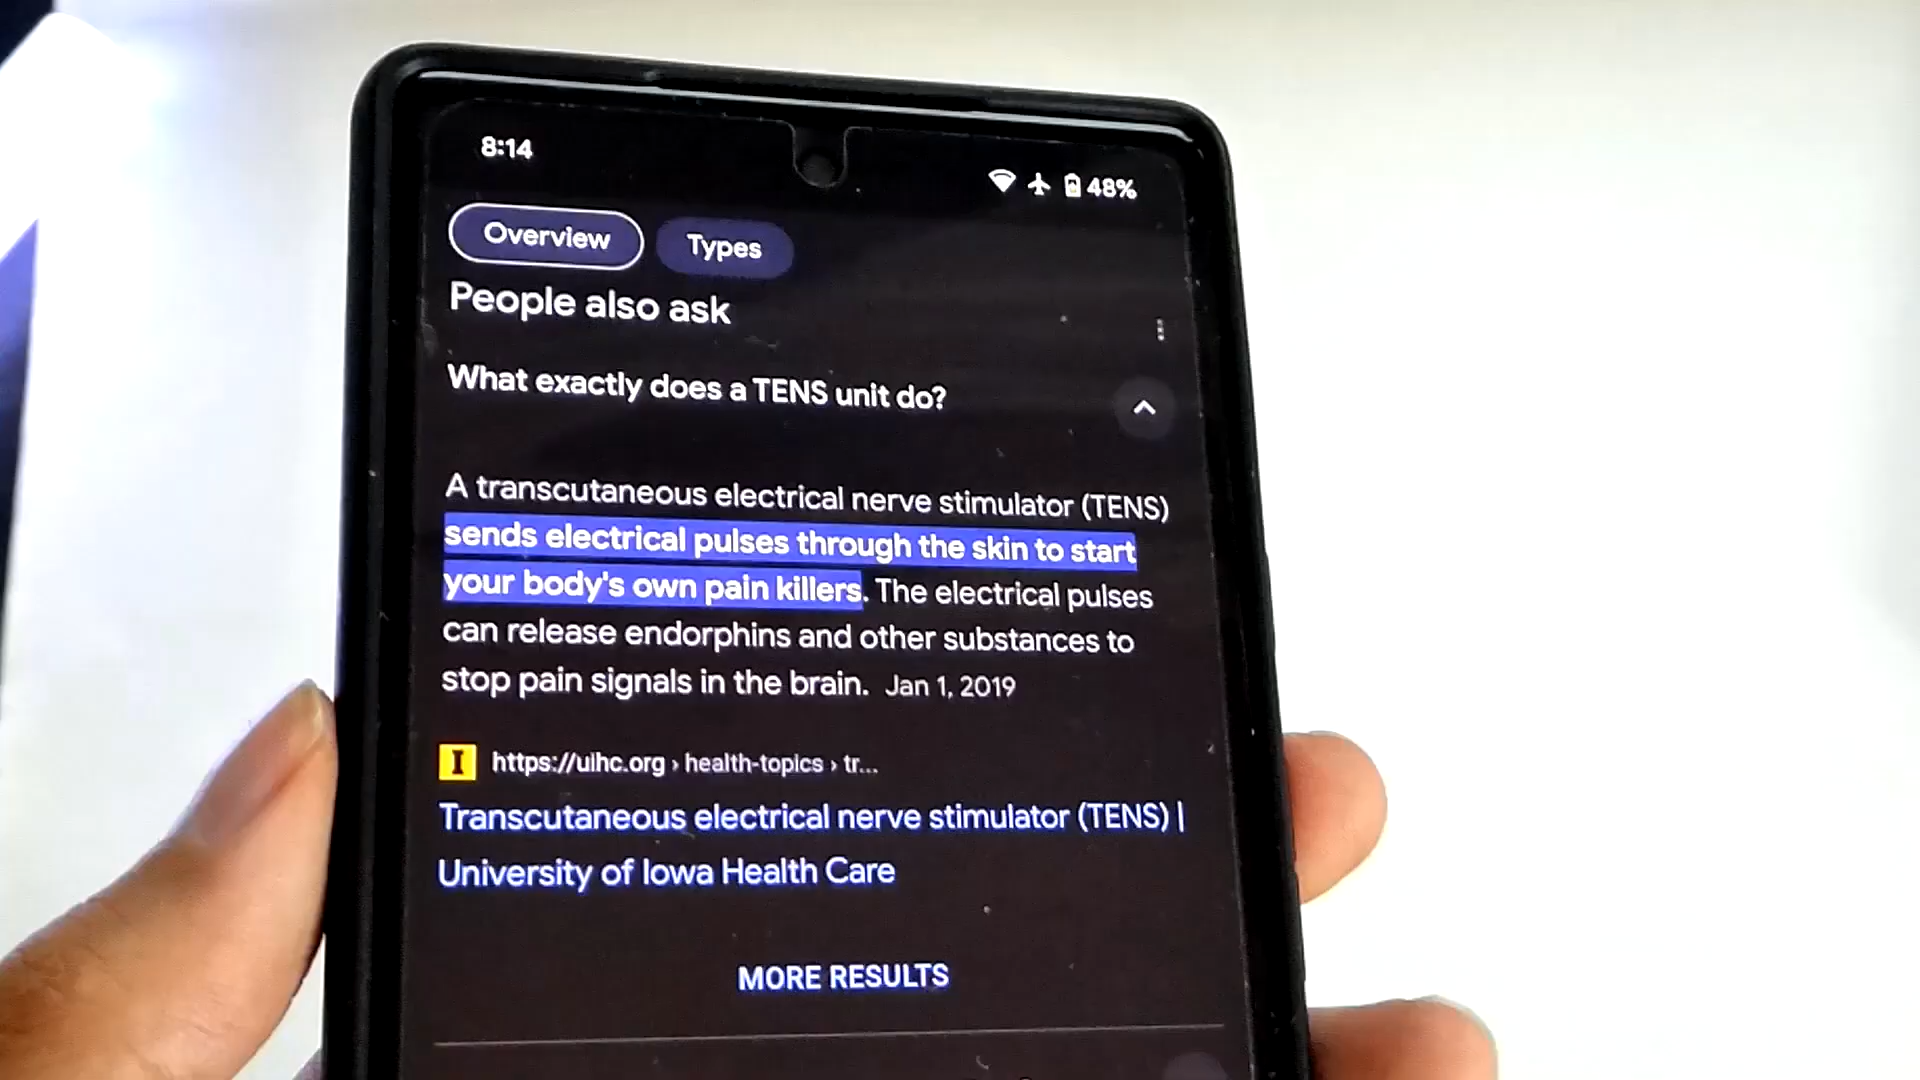 8:14
48%
Overview Types
People also ask
What exactly does a TENS unit do?
A transcutaneous electrical nerve stimulator (TENS)
sends electrical pulses through the skin to start
your body's own pain killers. The electrical pulses
can release endorphins and other substances to
stop pain signals in the brain. Jan 1, 2019
I https://uihc.org › health-topics › tr...
Transcutaneous electrical nerve stimulator (TENS) |
University of Iowa Health Care
MORE RESULTS